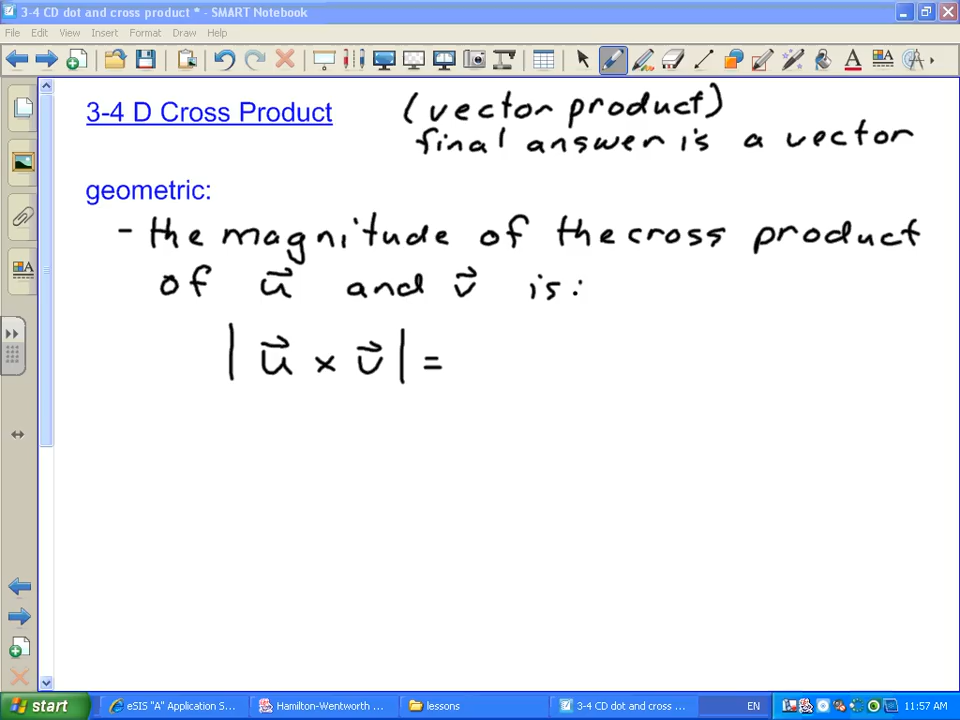 3-4 CD dot and cross product * - SMART Notebook
File Edit View Insert Format Draw Help
3-4 D Cross Product
(vector product)
final answer is a vector
geometric:
- the magnitude of the cross product
of u⃗ and v⃗ is:
| u⃗ × v⃗ | =
start
eSIS "A" Application S...
Hamilton-Wentworth ...
lessons
3-4 CD dot and cross ...
EN
11:57 AM